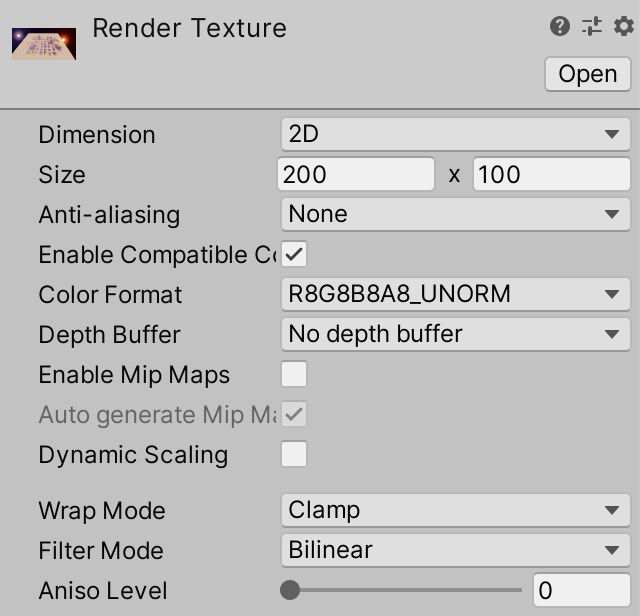 Render Texture
Open
Dimension 2D
Size 200 x 100
Anti-aliasing None
Enable Compatible Co
Color Format R8G8B8A8_UNORM
Depth Buffer No depth buffer
Enable Mip Maps
Auto generate Mip Ma
Dynamic Scaling
Wrap Mode Clamp
Filter Mode Bilinear
Aniso Level 0